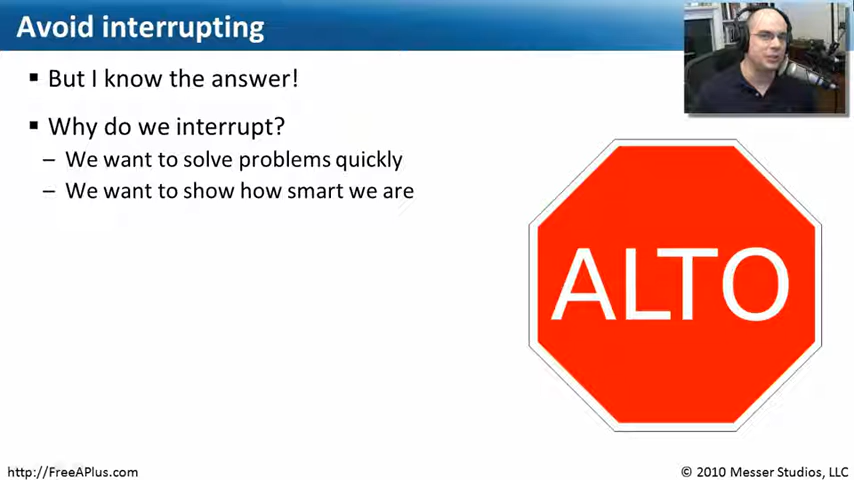 Avoid interrupting
▪ But I know the answer!
▪ Why do we interrupt?
– We want to solve problems quickly
– We want to show how smart we are
ALTO
http://FreeAPlus.com
© 2010 Messer Studios, LLC